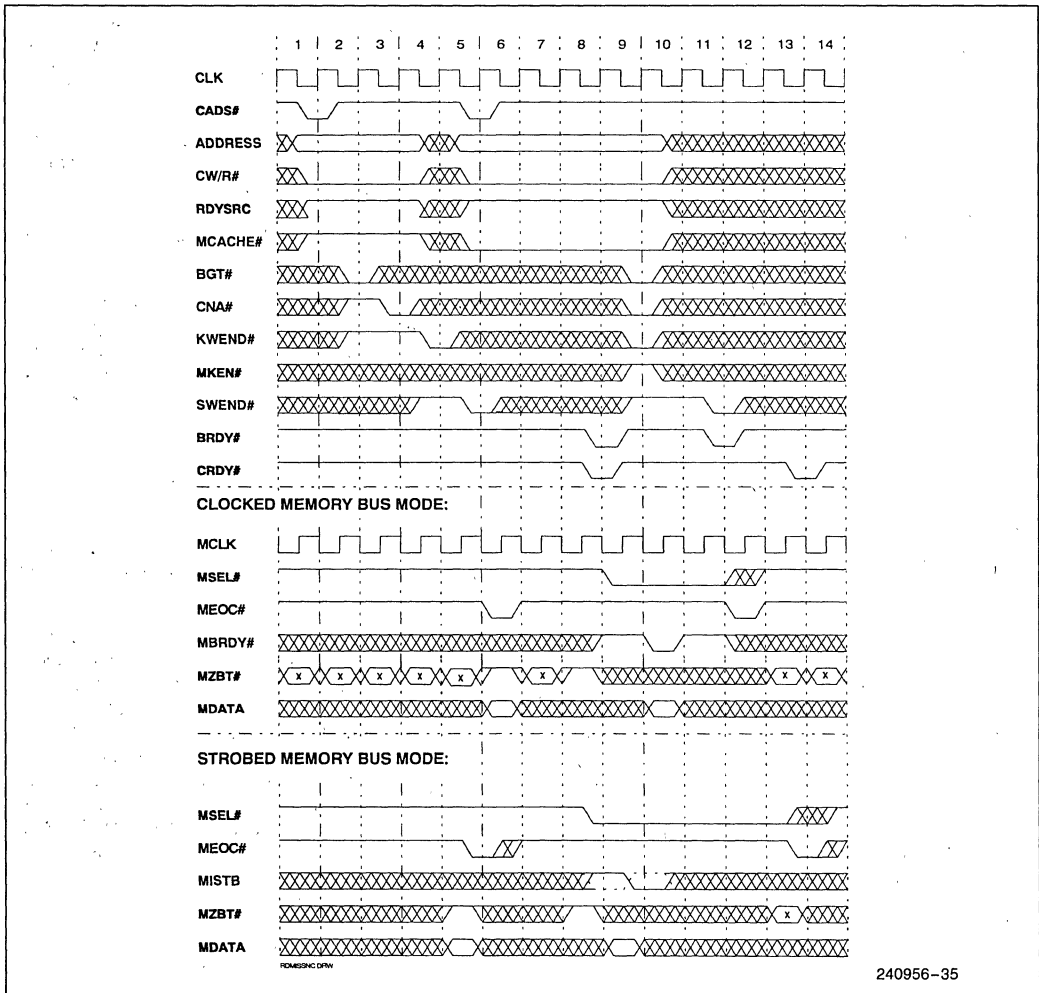 1 2 3 4 5 6 7 8 9 10 11 12 13 14
CLK
CADS#
ADDRESS
CW/R#
RDYSRC
MCACHE#
BGT#
CNA#
KWEND#
MKEN#
SWEND#
BRDY#
CRDY#
CLOCKED MEMORY BUS MODE:
MCLK
MSEL#
MEOC#
MBRDY#
MZBT# x x x x x x x x
MDATA
STROBED MEMORY BUS MODE:
MSEL#
MEOC#
MISTB
MZBT# x
MDATA
RDMISSNC DRW
240956-35